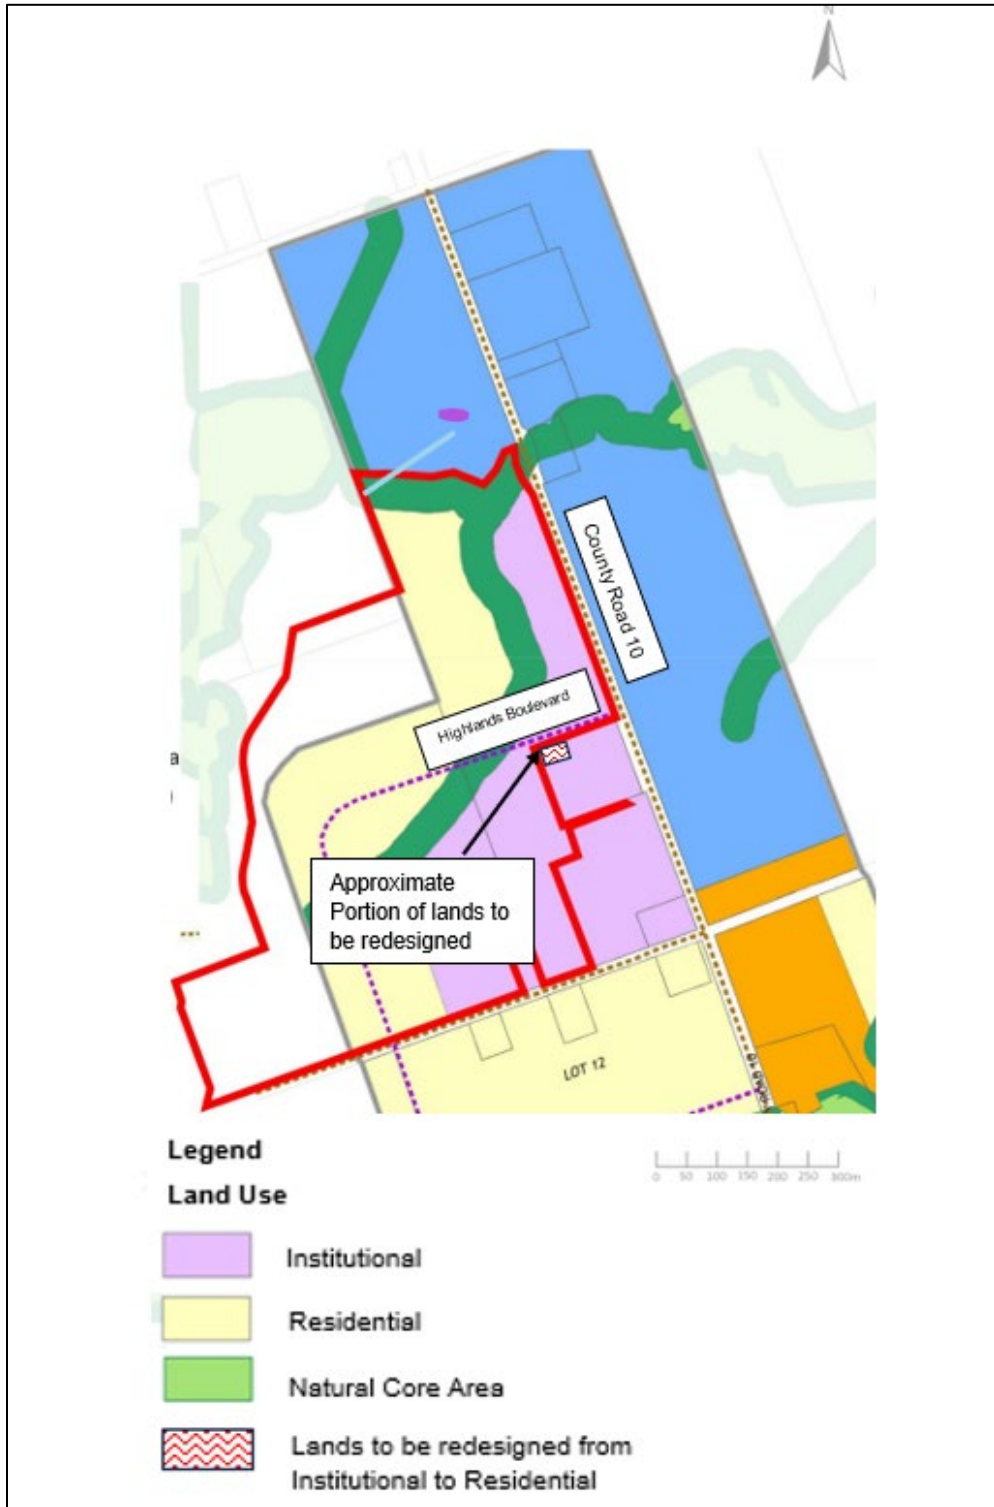 N
County Road 10
Highlands Boulevard
a
)
Approximate
Portion of lands to
be redesigned
LOT 12
Legend
Land Use
0 50 100 150 200 250 300m
Institutional
Residential
Natural Core Area
Lands to be redesigned from
Institutional to Residential